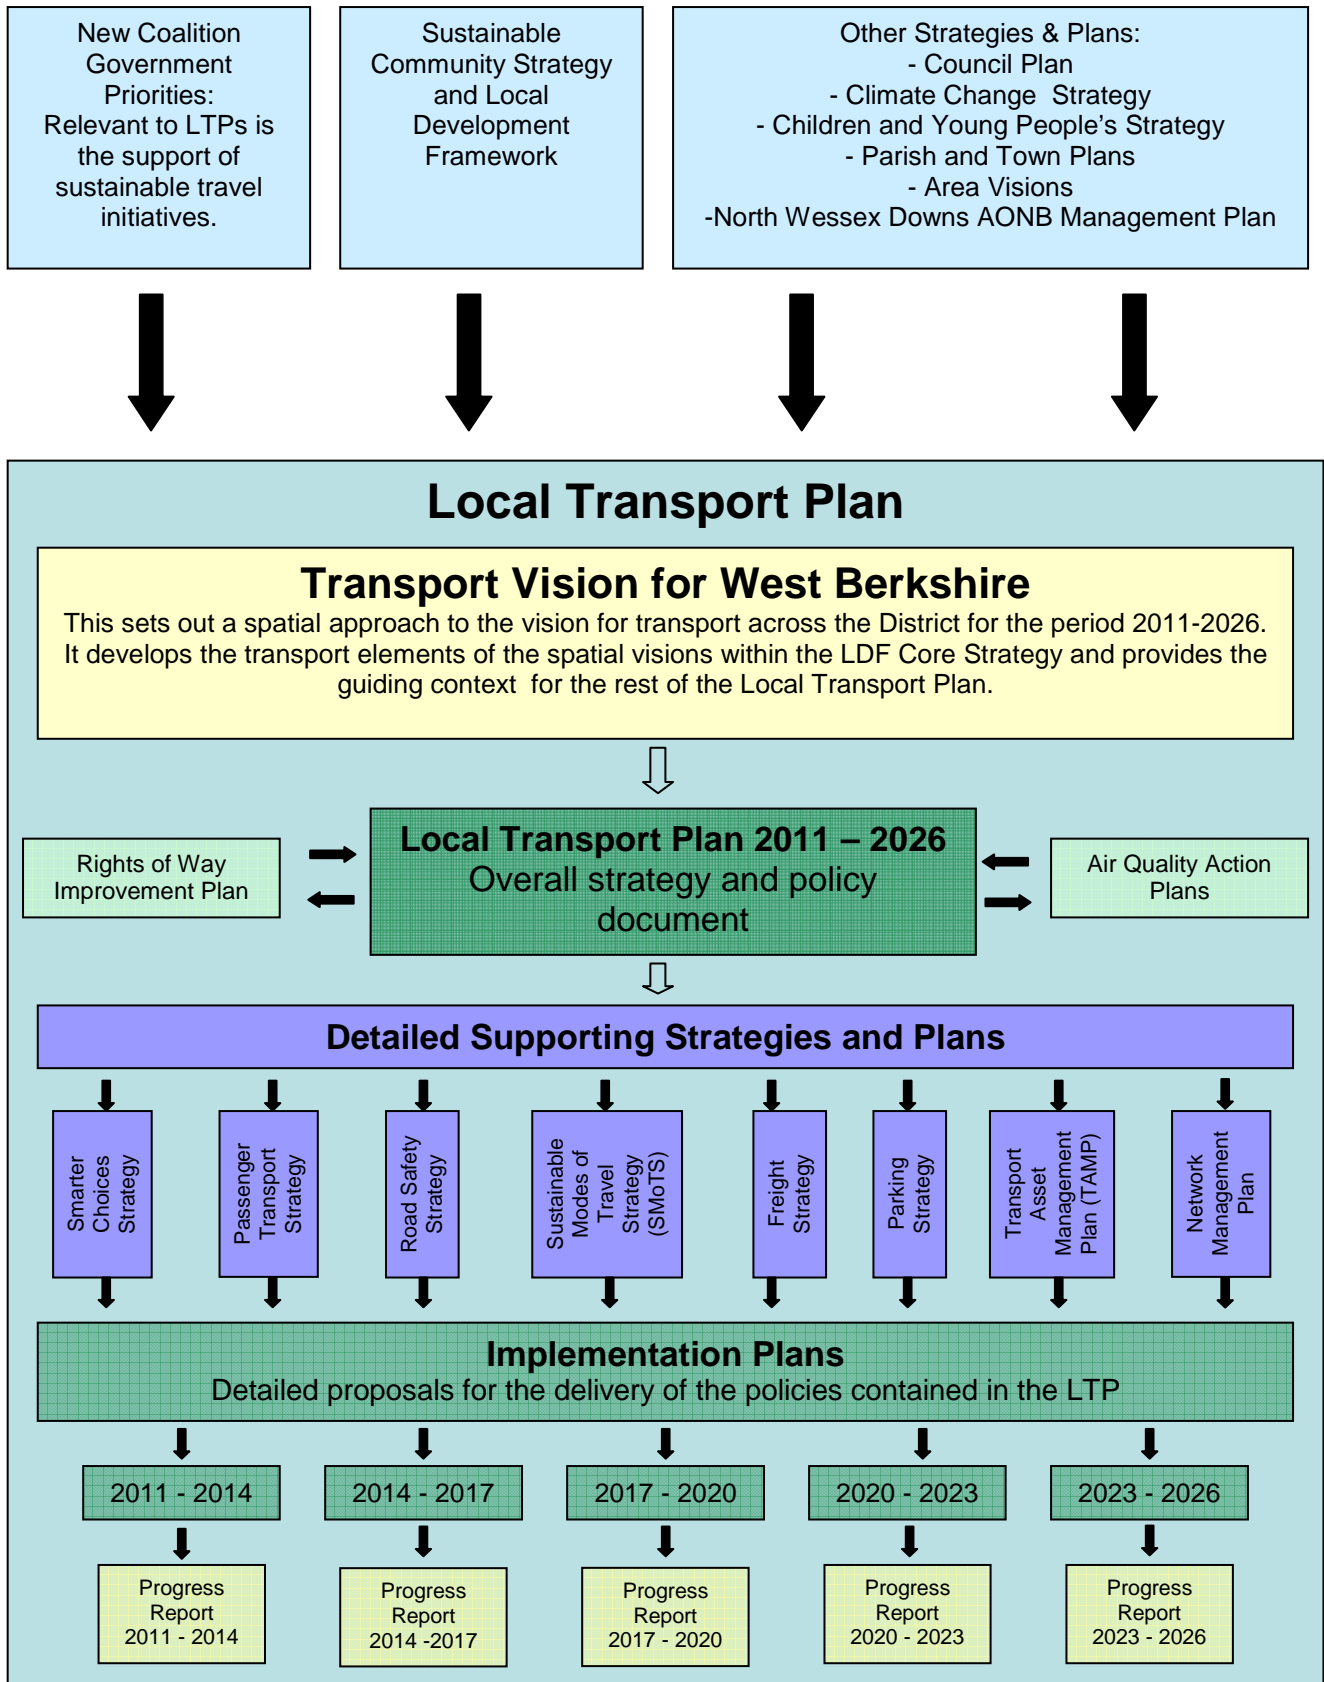 New Coalition
Government
Priorities:
Relevant to LTPs is
the support of
sustainable travel
initiatives.
Sustainable
Community Strategy
and Local
Development
Framework
Other Strategies & Plans:
- Council Plan
- Climate Change  Strategy
- Children and Young People's Strategy
- Parish and Town Plans
- Area Visions
-North Wessex Downs AONB Management Plan
Local Transport Plan
Transport Vision for West Berkshire
This sets out a spatial approach to the vision for transport across the District for the period 2011-2026.
It develops the transport elements of the spatial visions within the LDF Core Strategy and provides the
guiding context  for the rest of the Local Transport Plan.
Rights of Way
Improvement Plan
Local Transport Plan 2011 – 2026
Overall strategy and policy
document
Air Quality Action
Plans
Detailed Supporting Strategies and Plans
Smarter
Choices
Strategy
Passenger
Transport
Strategy
Road Safety
Strategy
Sustainable
Modes of
Travel
Strategy
(SMoTS)
Freight
Strategy
Parking
Strategy
Transport
Asset
Management
Plan (TAMP)
Network
Management
Plan
Implementation Plans
Detailed proposals for the delivery of the policies contained in the LTP
2011 - 2014
2014 - 2017
2017 - 2020
2020 - 2023
2023 - 2026
Progress
Report
2011 - 2014
Progress
Report
2014 -2017
Progress
Report
2017 - 2020
Progress
Report
2020 - 2023
Progress
Report
2023 - 2026